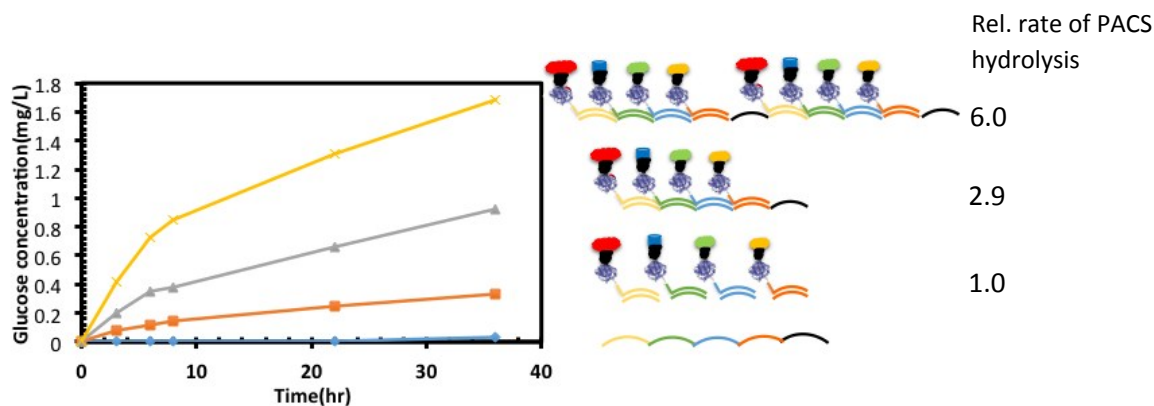 Rel. rate of PACS
hydrolysis
6.0
2.9
1.0
Glucose concentration(mg/L)
1.8
1.6
1.4
1.2
1
0.8
0.6
0.4
0.2
0
0 10 20 30 40
Time(hr)